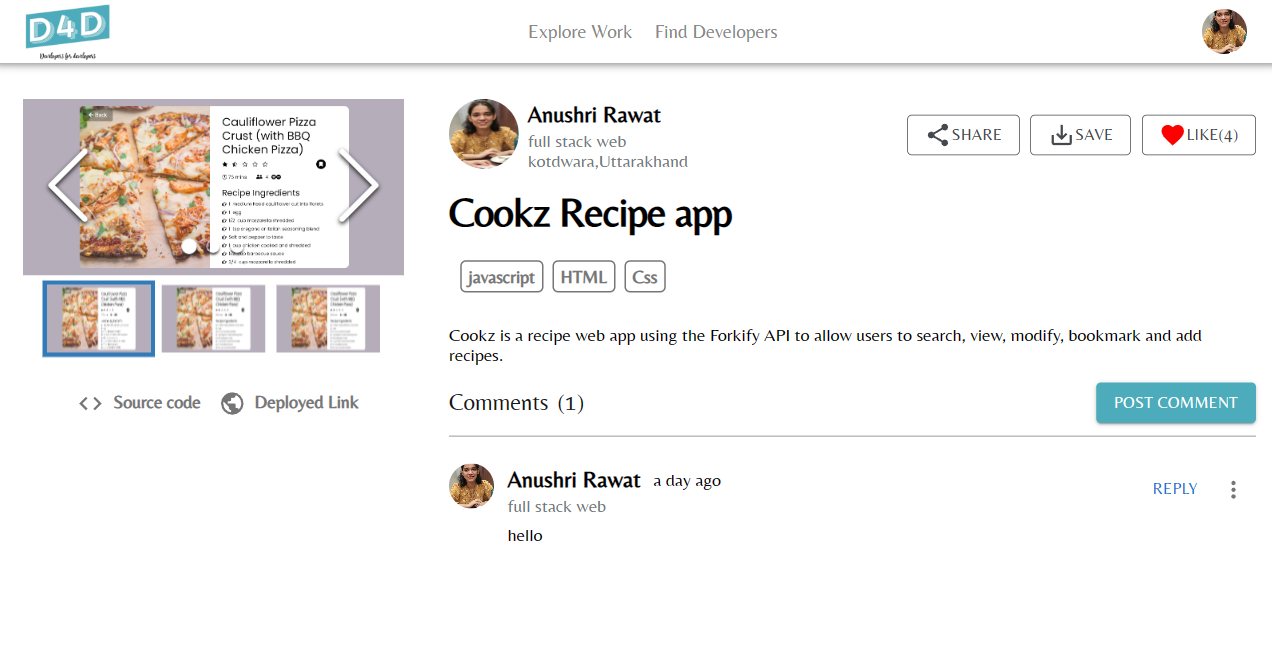 D4D
Devlopers for devlopers
Explore Work
Find Developers
Back
Cauliflower Pizza
Crust (with BBQ
Chicken Pizza)
75 mins
4
Recipe Ingredients
1 medium head cauliflower cut into florets
1 egg
1/2 cup mozzarella shredded
1 tsp oregano or Italian seasoning blend
Salt and pepper to taste
1 cup chicken cooked and shredded
barbecue sauce
3/4 cup mozzarella shredded
Source code
Deployed Link
Anushri Rawat
full stack web
kotdwara,Uttarakhand
SHARE
SAVE
LIKE(4)
Cookz Recipe app
javascript
HTML
Css
Cookz is a recipe web app using the Forkify API to allow users to search, view, modify, bookmark and add
recipes.
Comments (1)
POST COMMENT
Anushri Rawat a day ago
full stack web
hello
REPLY